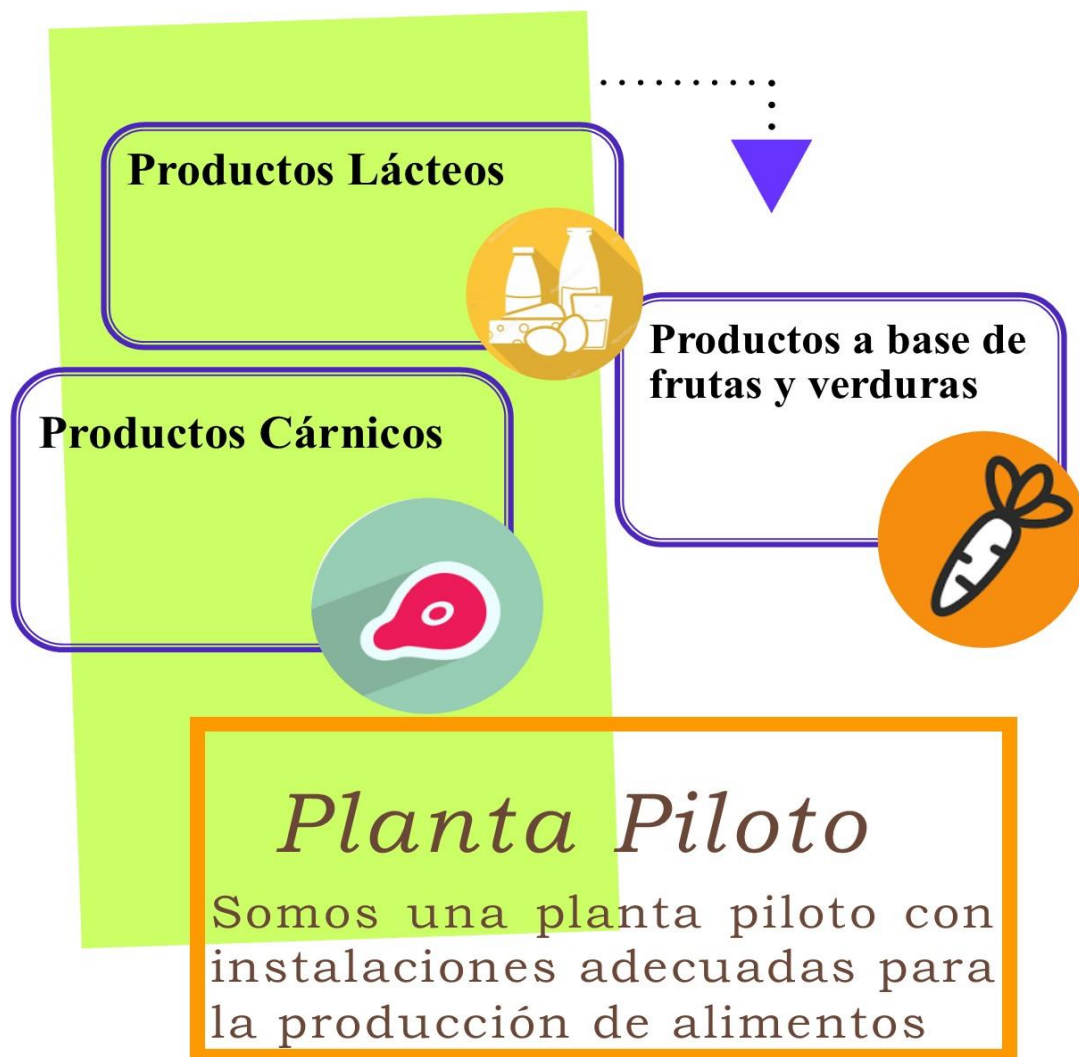 Productos Lácteos
Productos a base de
frutas y verduras
Productos Cárnicos
Planta Piloto
Somos una planta piloto con
instalaciones adecuadas para
la producción de alimentos